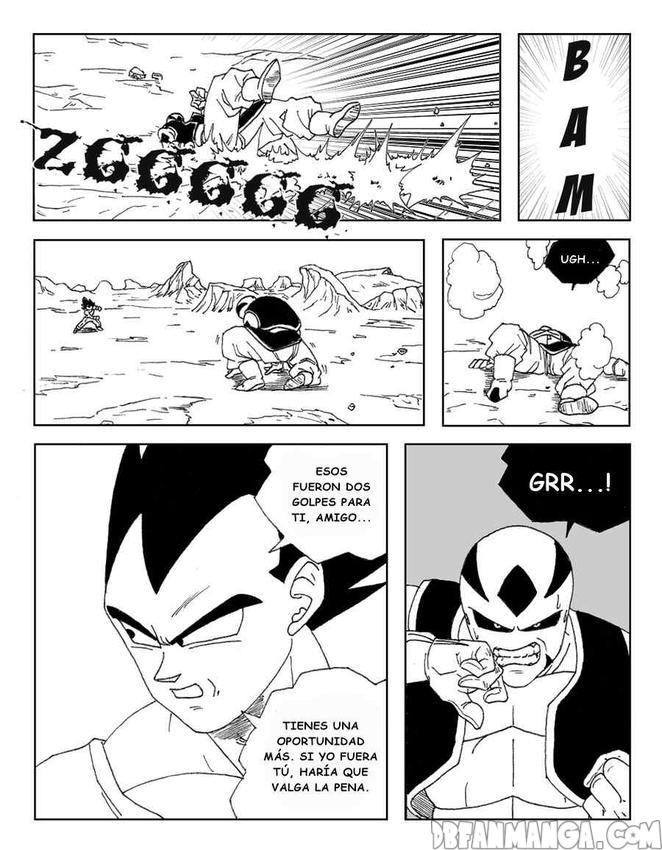 BAM
ZGGGGG
UGH...
GRR...!
ESOS
FUERON DOS
GOLPES PARA
TI, AMIGO...
TIENES UNA
OPORTUNIDAD
MÁS. SI YO FUERA
TÚ, HARÍA QUE
VALGA LA PENA.
DBFANMANGA.COM